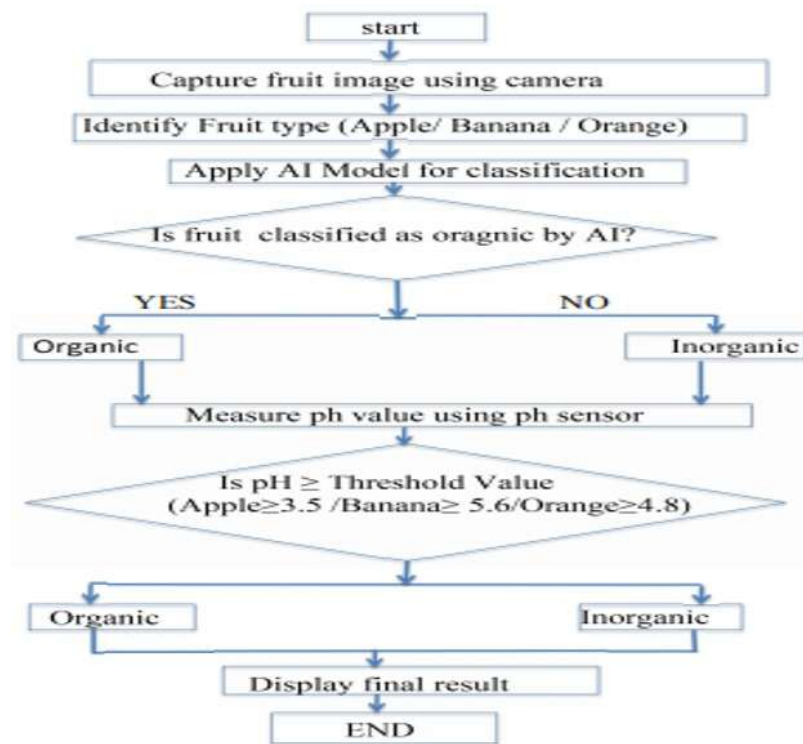 start
Capture fruit image using camera
Identify Fruit type (Apple/ Banana / Orange)
Apply AI Model for classification
Is fruit classified as oragnic by AI?
YES
NO
Organic
Inorganic
Measure ph value using ph sensor
Is pH ≥ Threshold Value
(Apple≥3.5 /Banana≥ 5.6/Orange≥4.8)
Organic
Inorganic
Display final result
END